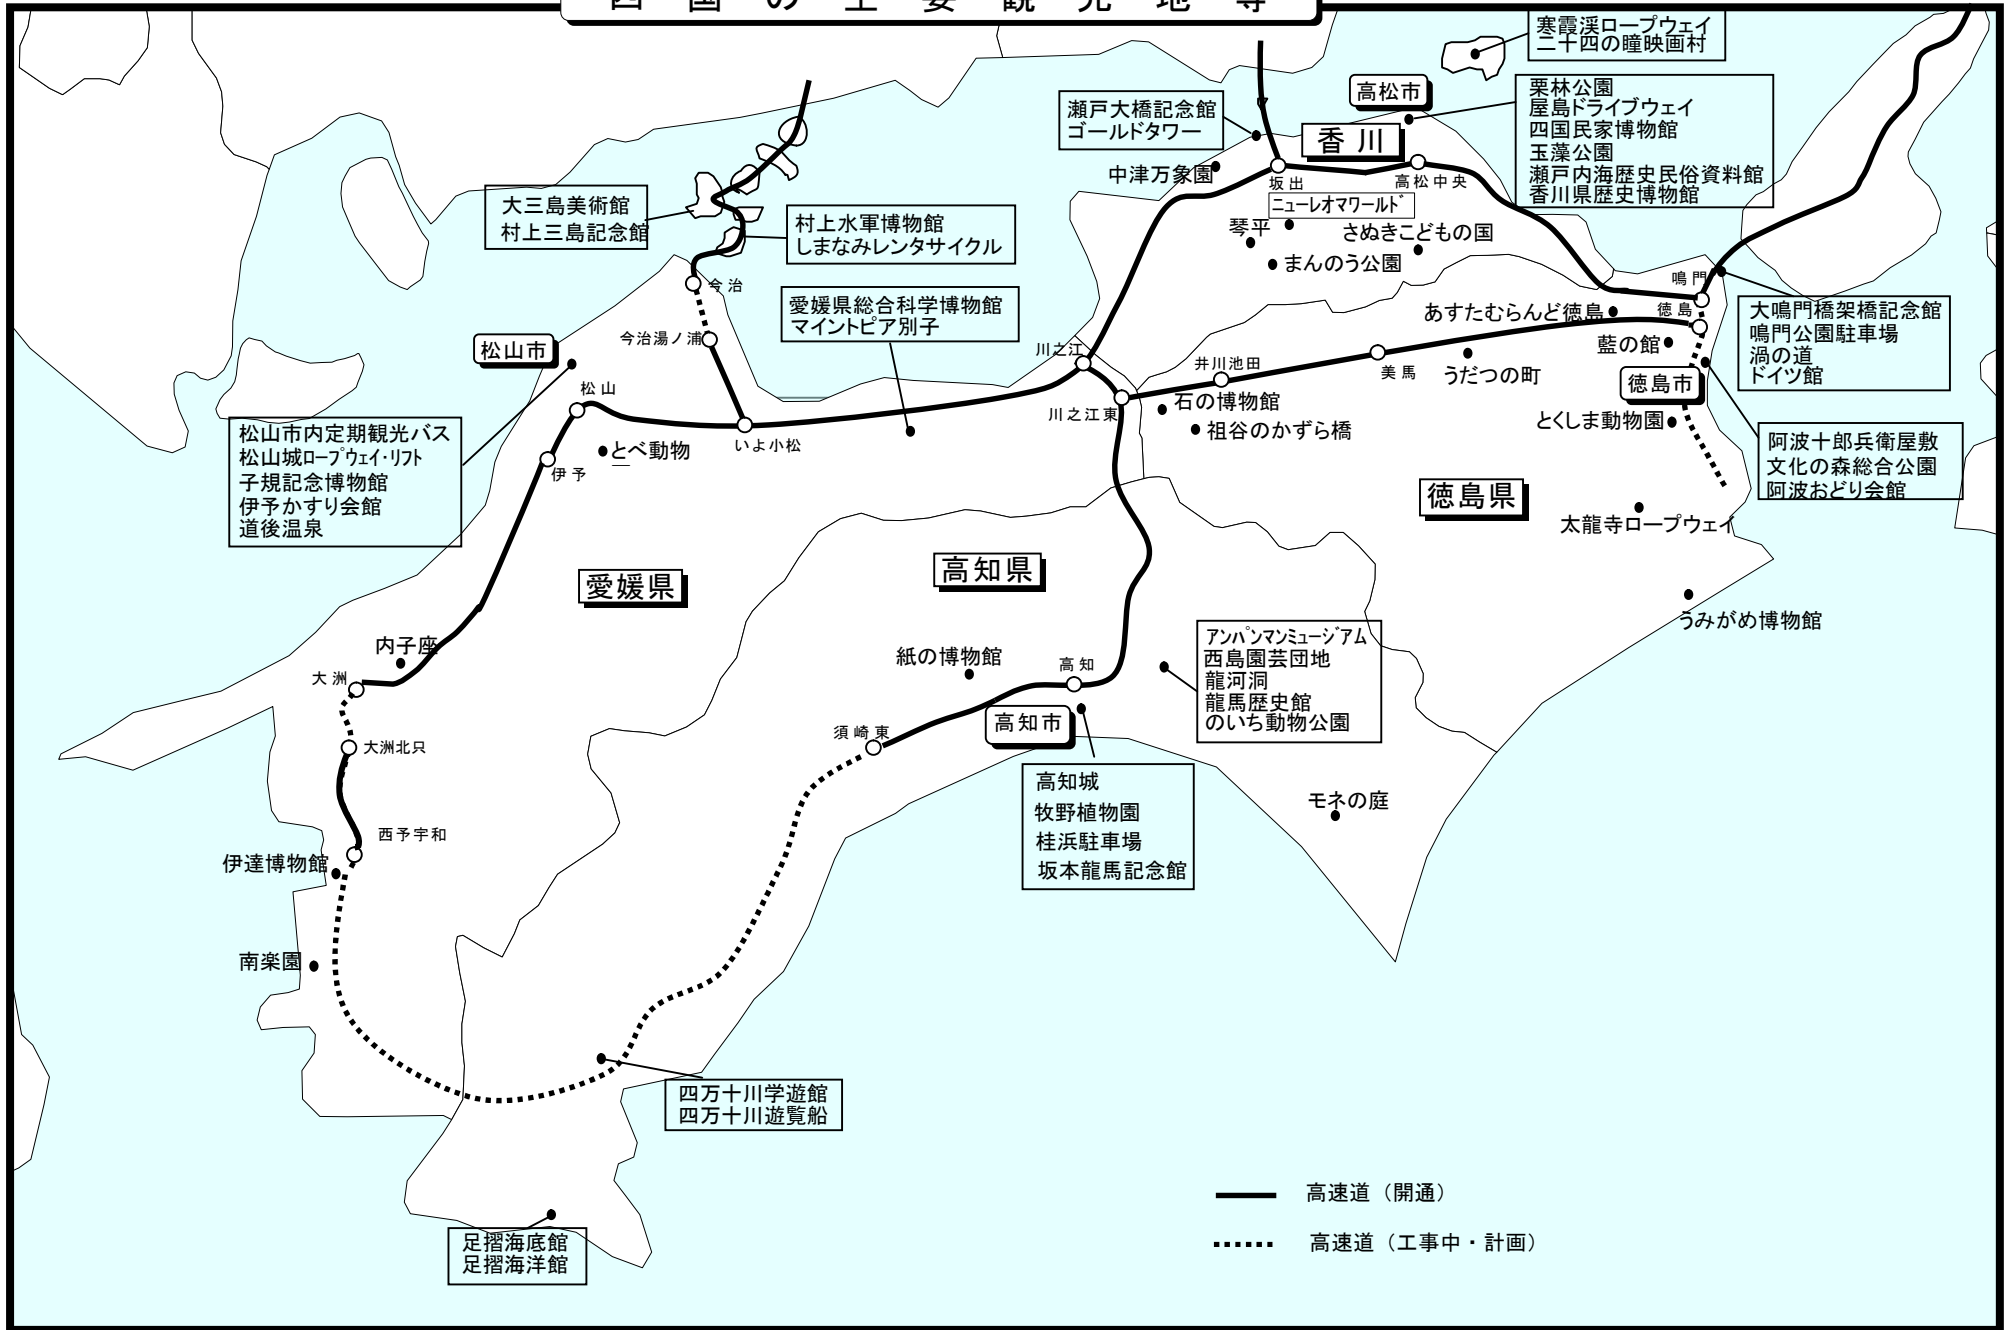 四国の主要観光地等
寒霞渓ロープウェイ
二十四の瞳映画村
高松市
瀬戸大橋記念館
ゴールドタワー
香川
栗林公園
屋島ドライブウェイ
四国民家博物館
玉藻公園
瀬戸内海歴史民俗資料館
香川県歴史博物館
中津万象園
坂出
高松中央
ニューレオマワールド
大三島美術館
村上三島記念館
村上水軍博物館
しまなみレンタサイクル
琴平
さぬきこどもの国
まんのう公園
今治
鳴門
愛媛県総合科学博物館
マイントピア別子
あすたむらんど徳島
徳島
大鳴門橋架橋記念館
鳴門公園駐車場
渦の道
ドイツ館
松山市
今治湯ノ浦
川之江
井川池田
美馬
うだつの町
藍の館
徳島市
松山
川之江東
石の博物館
祖谷のかずら橋
とくしま動物園
松山市内定期観光バス
松山城ロープウェイ・リフト
子規記念博物館
伊予かすり会館
道後温泉
とべ動物
いよ小松
伊予
阿波十郎兵衛屋敷
文化の森総合公園
阿波おどり会館
徳島県
太龍寺ロープウェイ
愛媛県
高知県
うみがめ博物館
内子座
大洲
紙の博物館
高知
アンパンマンミュージアム
西島園芸団地
龍河洞
龍馬歴史館
のいち動物公園
須崎東
高知市
大洲北只
高知城
牧野植物園
桂浜駐車場
坂本龍馬記念館
モネの庭
西予宇和
伊達博物館
南楽園
四万十川学遊館
四万十川遊覧船
足摺海底館
足摺海洋館
高速道（開通）
高速道（工事中・計画）